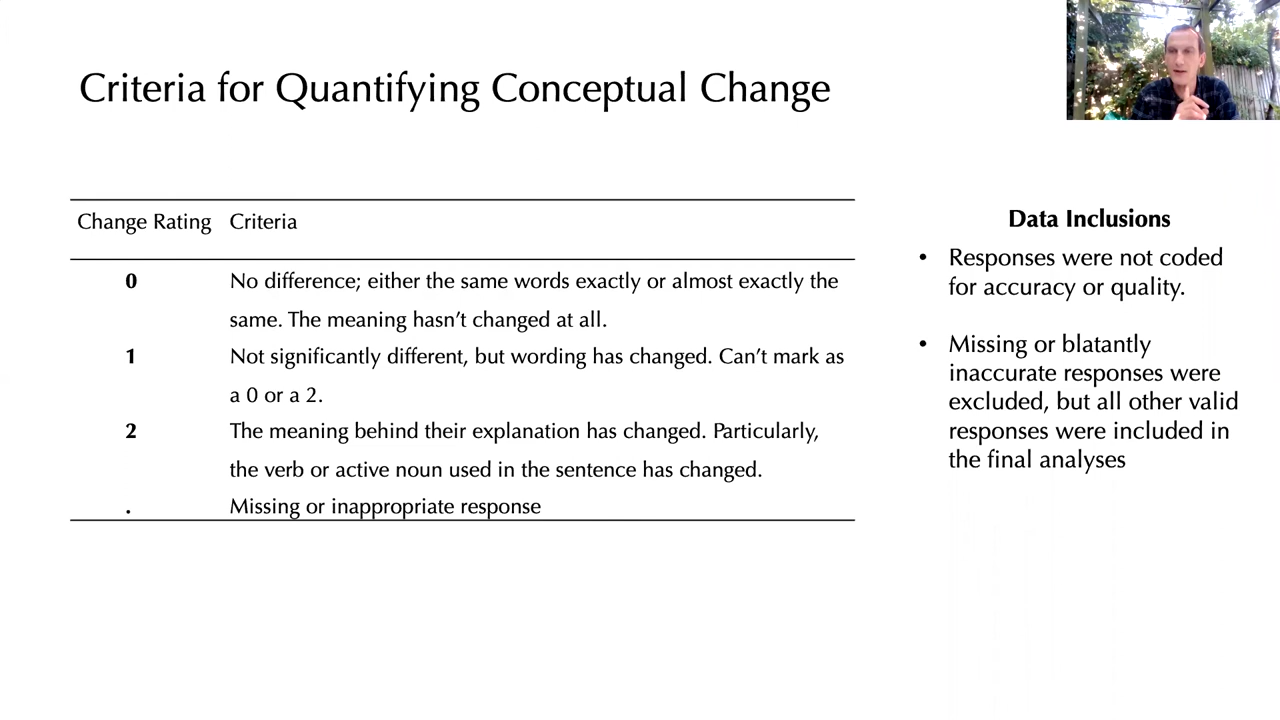 Criteria for Quantifying Conceptual Change
Change Rating Criteria
0 No difference; either the same words exactly or almost exactly the
same. The meaning hasn’t changed at all.
1 Not significantly different, but wording has changed. Can’t mark as
a 0 or a 2.
2 The meaning behind their explanation has changed. Particularly,
the verb or active noun used in the sentence has changed.
. Missing or inappropriate response
Data Inclusions
• Responses were not coded
for accuracy or quality.
• Missing or blatantly
inaccurate responses were
excluded, but all other valid
responses were included in
the final analyses